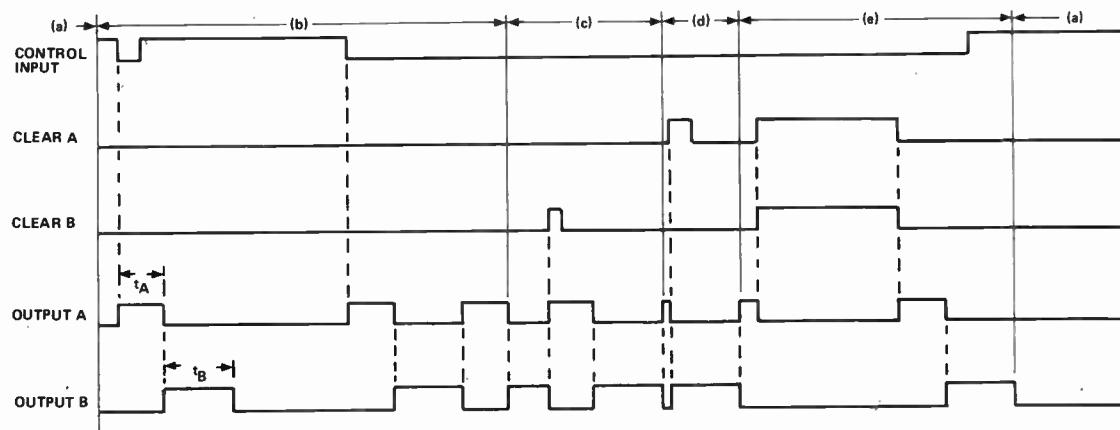 (a) (b) (c) (d) (e) (a)
CONTROL
INPUT
CLEAR A
CLEAR B
tA
OUTPUT A
tB
OUTPUT B